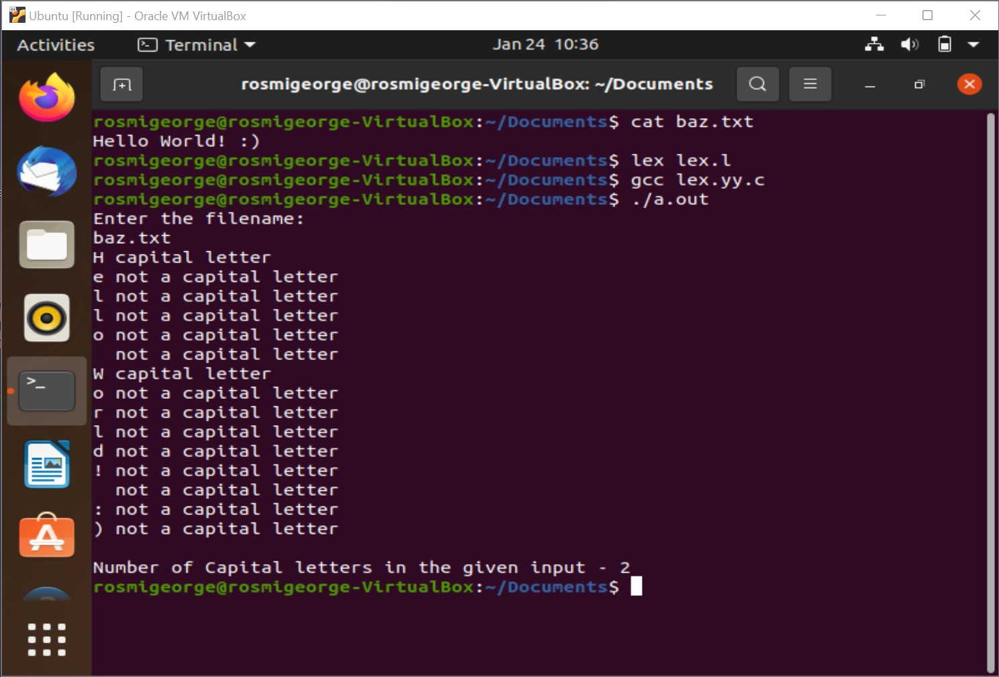 Ubuntu [Running] - Oracle VM VirtualBox
Activities Terminal Jan 24 10:36
rosmigeorge@rosmigeorge-VirtualBox: ~/Documents
rosmigeorge@rosmigeorge-VirtualBox:~/Documents$ cat baz.txt
Hello World! :)
rosmigeorge@rosmigeorge-VirtualBox:~/Documents$ lex lex.l
rosmigeorge@rosmigeorge-VirtualBox:~/Documents$ gcc lex.yy.c
rosmigeorge@rosmigeorge-VirtualBox:~/Documents$ ./a.out
Enter the filename:
baz.txt
H capital letter
e not a capital letter
l not a capital letter
l not a capital letter
o not a capital letter
  not a capital letter
W capital letter
o not a capital letter
r not a capital letter
l not a capital letter
d not a capital letter
! not a capital letter
  not a capital letter
: not a capital letter
) not a capital letter
Number of Capital letters in the given input - 2
rosmigeorge@rosmigeorge-VirtualBox:~/Documents$